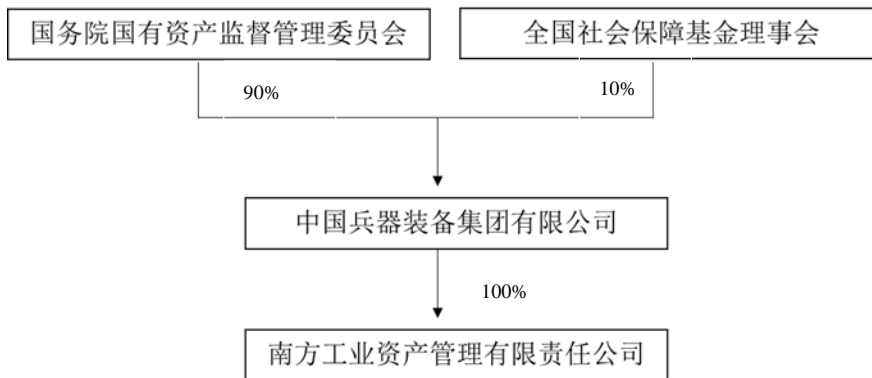 国务院国有资产监督管理委员会
全国社会保障基金理事会
90%
10%
中国兵器装备集团有限公司
100%
南方工业资产管理有限责任公司